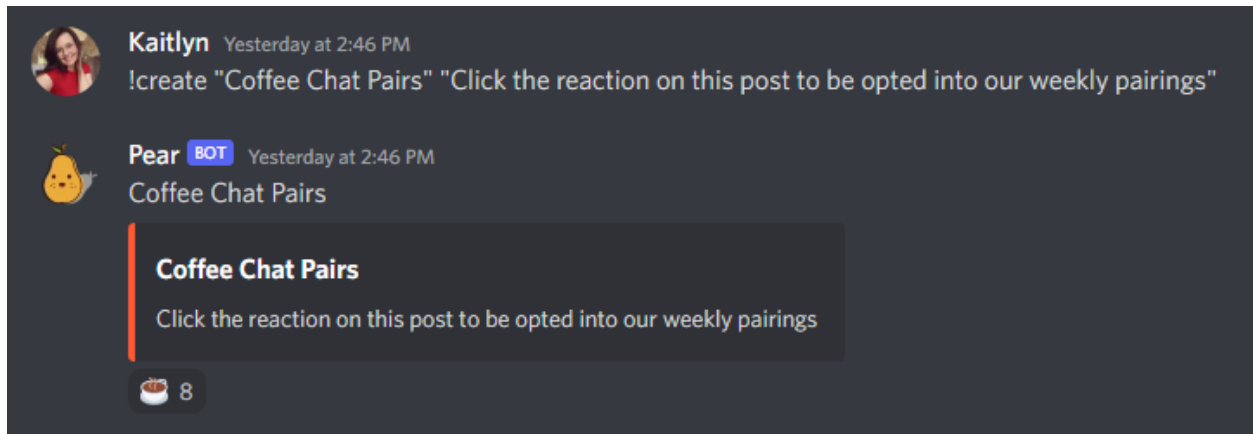 Kaitlyn Yesterday at 2:46 PM
!create "Coffee Chat Pairs" "Click the reaction on this post to be opted into our weekly pairings"
Pear BOT Yesterday at 2:46 PM
Coffee Chat Pairs
Coffee Chat Pairs
Click the reaction on this post to be opted into our weekly pairings
8